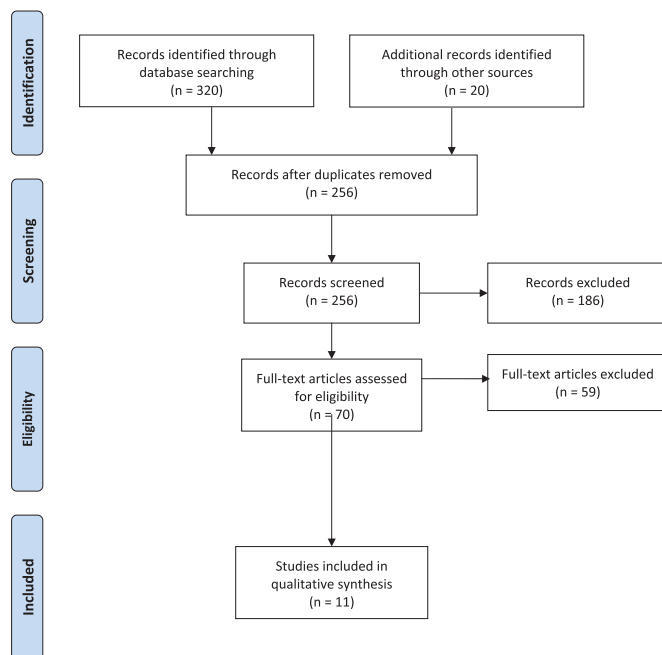 Identification
Records identified through
database searching
(n = 320)
Additional records identified
through other sources
(n = 20)
Records after duplicates removed
(n = 256)
Screening
Records screened
(n = 256)
Records excluded
(n = 186)
Eligibility
Full-text articles assessed
for eligibility
(n = 70)
Full-text articles excluded
(n = 59)
Included
Studies included in
qualitative synthesis
(n = 11)